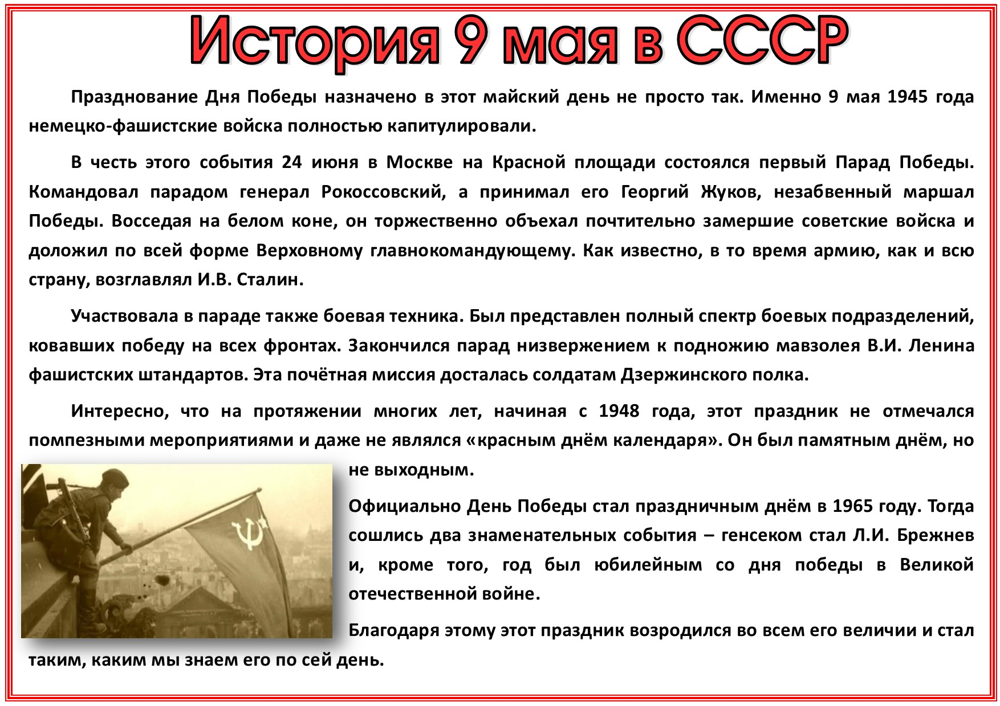 История 9 мая в СССР
Празднование Дня Победы назначено в этот майский день не просто так. Именно 9 мая 1945 года
немецко-фашистские войска полностью капитулировали.
В честь этого события 24 июня в Москве на Красной площади состоялся первый Парад Победы.
Командовал парадом генерал Рокоссовский, а принимал его Георгий Жуков, незабвенный маршал
Победы. Восседая на белом коне, он торжественно объехал почтительно замершие советские войска и
доложил по всей форме Верховному главнокомандующему. Как известно, в то время армию, как и всю
страну, возглавлял И.В. Сталин.
Участвовала в параде также боевая техника. Был представлен полный спектр боевых подразделений,
ковавших победу на всех фронтах. Закончился парад низвержением к подножию мавзолея В.И. Ленина
фашистских штандартов. Эта почётная миссия досталась солдатам Дзержинского полка.
Интересно, что на протяжении многих лет, начиная с 1948 года, этот праздник не отмечался
помпезными мероприятиями и даже не являлся «красным днём календаря». Он был памятным днём, но
не выходным.
Официально День Победы стал праздничным днём в 1965 году. Тогда
сошлись два знаменательных события – генсеком стал Л.И. Брежнев
и, кроме того, год был юбилейным со дня победы в Великой
отечественной войне.
Благодаря этому этот праздник возродился во всем его величии и стал
таким, каким мы знаем его по сей день.